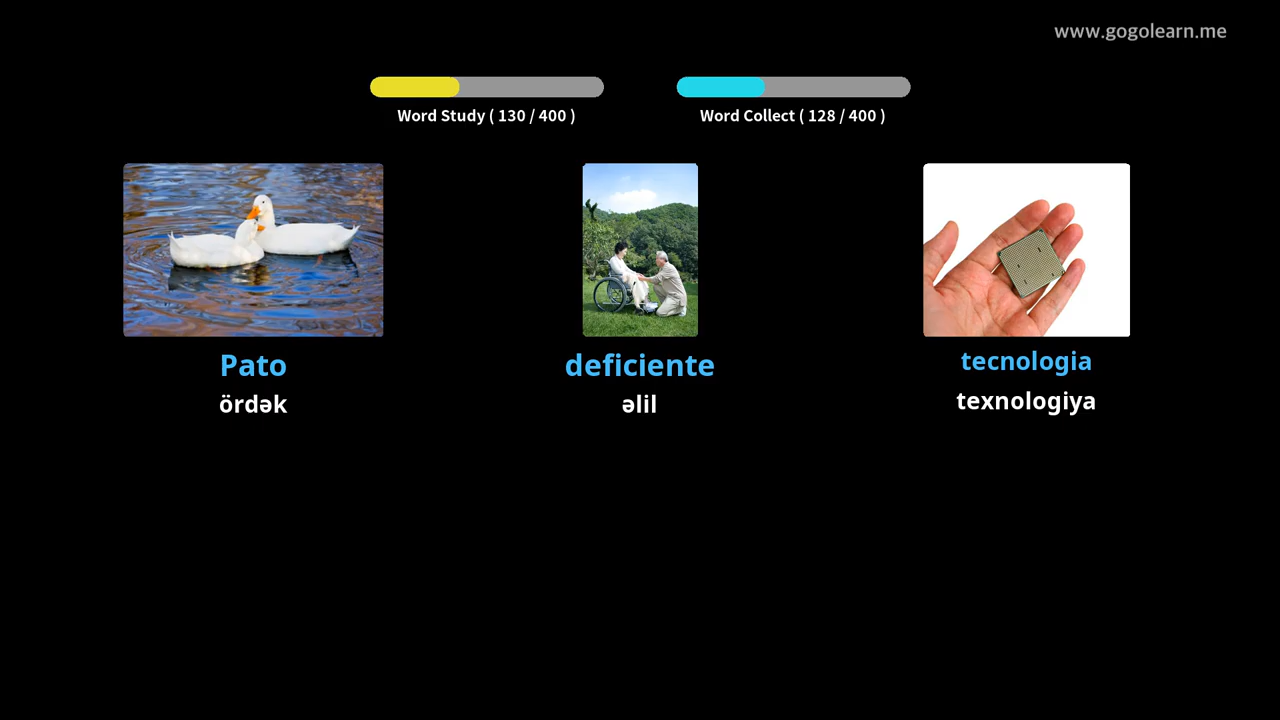 www.gogolearn.me
Word Study ( 130 / 400 )
Word Collect ( 128 / 400 )
Pato
ördək
deficiente
əlil
tecnologia
texnologiya